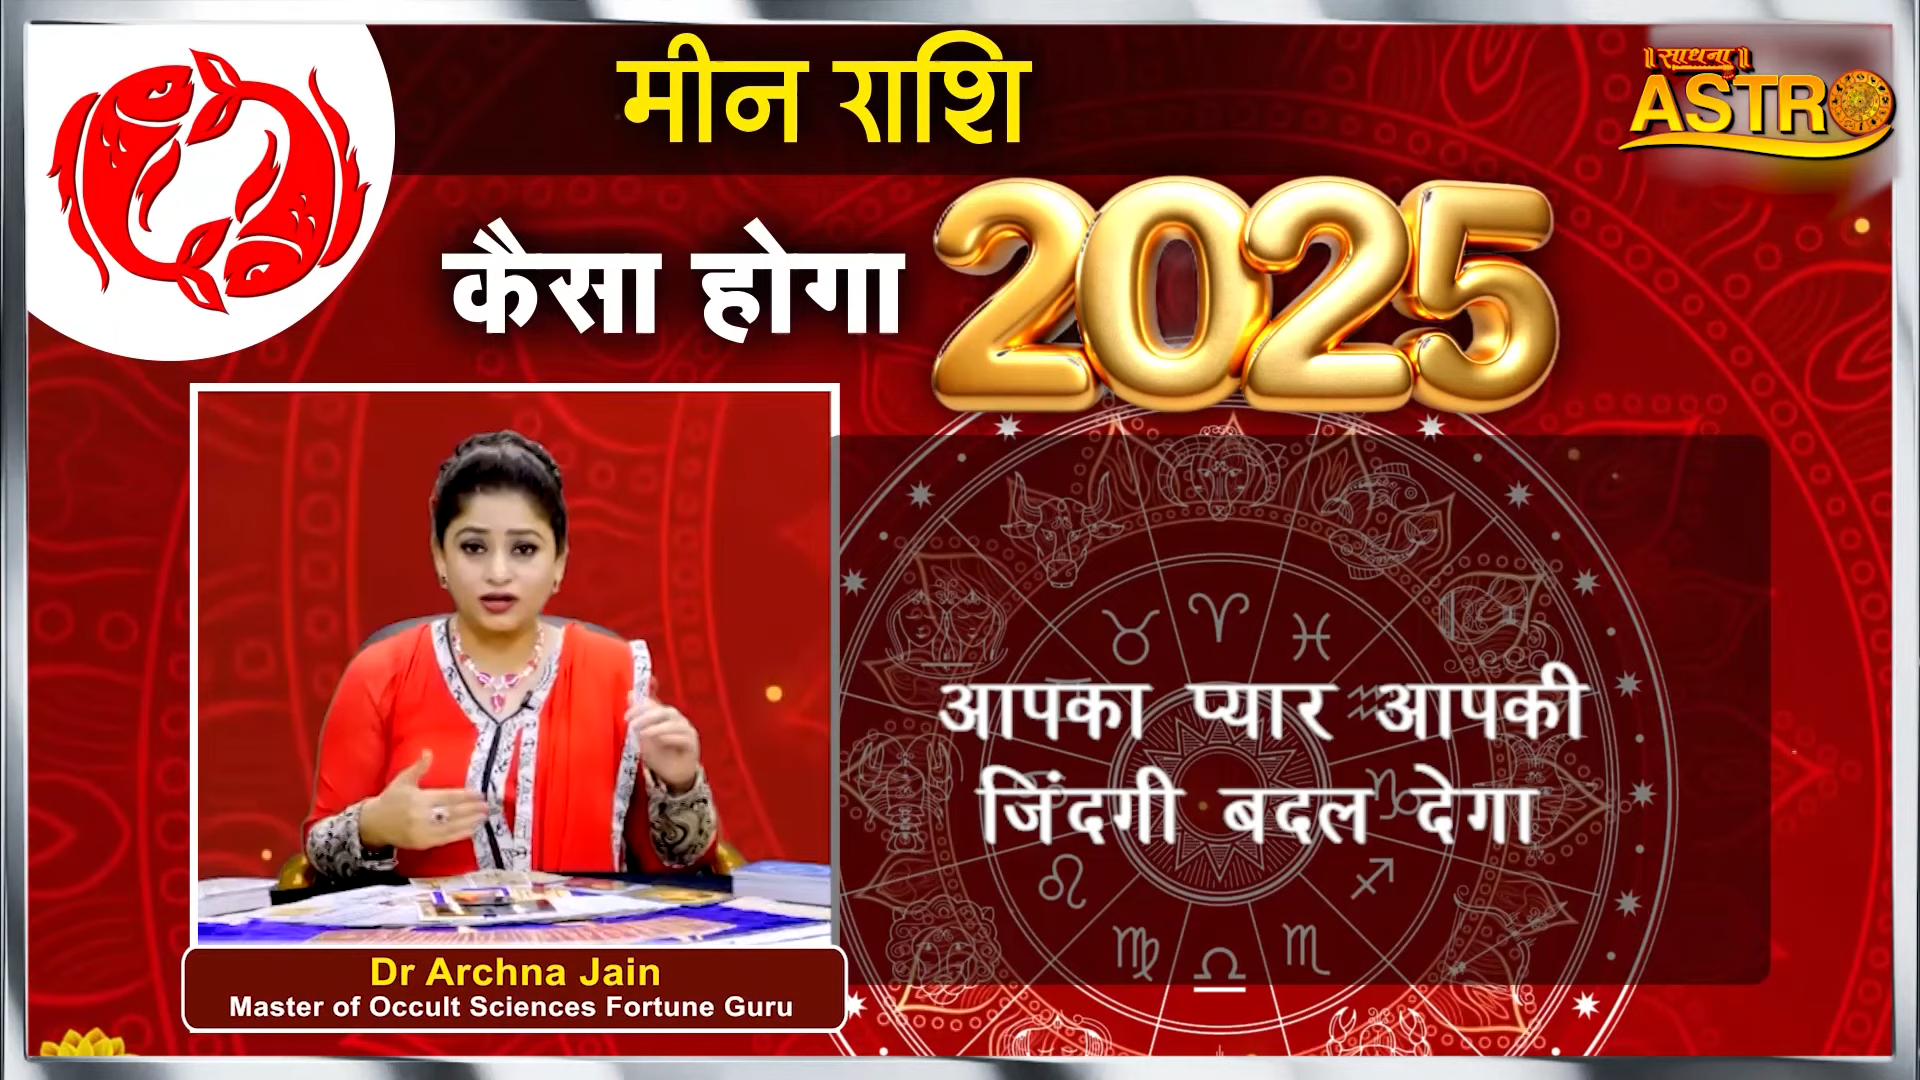 मीन राशि
॥साधना॥
ASTRO
कैसा होगा 2025
आपका प्यार आपकी
जिंदगी बदल देगा
Dr Archna Jain
Master of Occult Sciences Fortune Guru